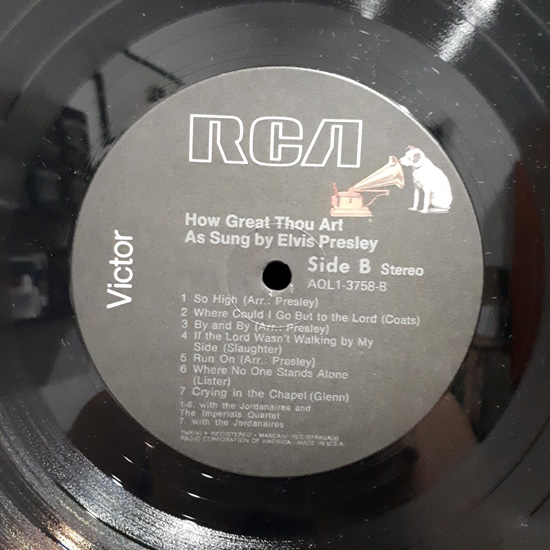 RCA
Victor
How Great Thou Art
As Sung by Elvis Presley
Side B Stereo
AQL1-3758-B
1 So High (Arr.: Presley)
2 Where Could I Go But to the Lord (Coats)
3 By and By (Arr.: Presley)
4 If the Lord Wasn't Walking by My
Side (Slaughter)
5 Run On (Arr.: Presley)
6 Where No One Stands Alone
(Lister)
7 Crying in the Chapel (Glenn)
1-6. with the Jordanaires and
The Imperials Quartet
7. with the Jordanaires
TMK(s) ® REGISTERED • MARCA(s) REGISTRADA(S)
RADIO CORPORATION OF AMERICA - MADE IN U.S.A.